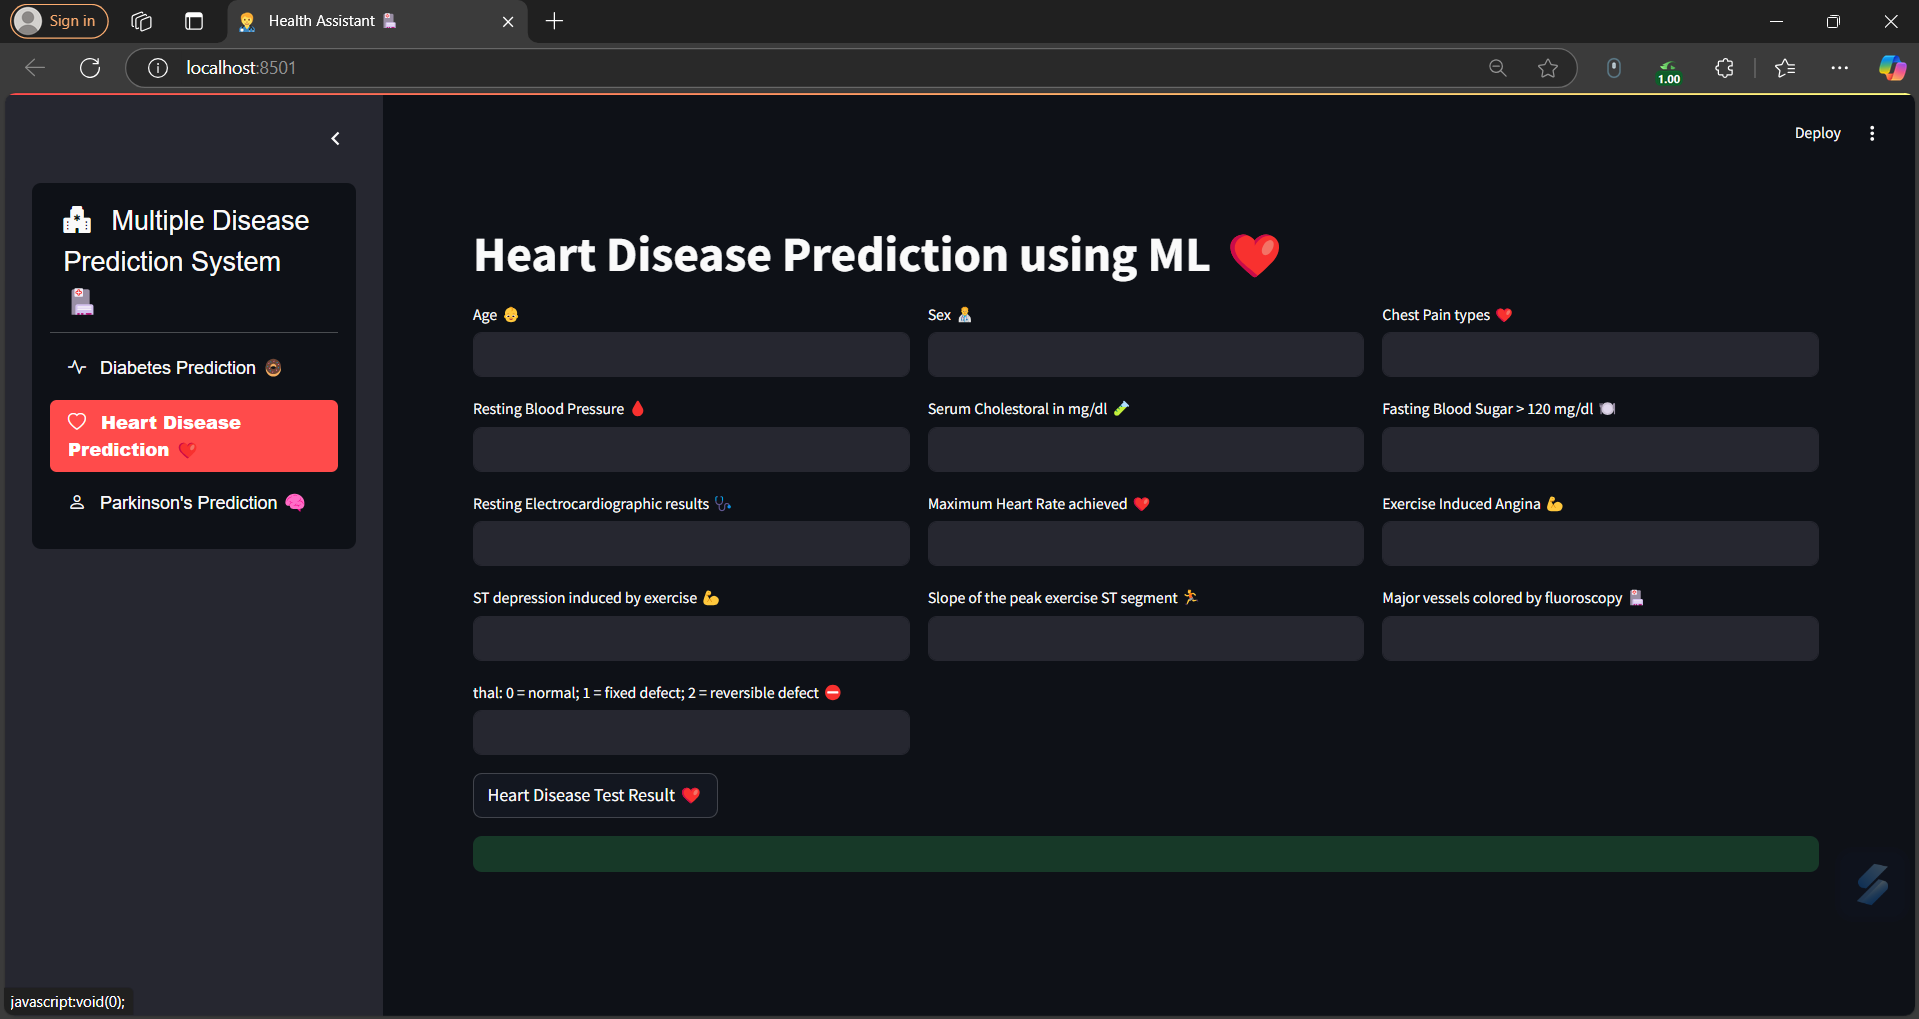 Sign in
Health Assistant
localhost:8501
1.00
Deploy
Multiple Disease
Prediction System
Diabetes Prediction
Heart Disease
Prediction
Parkinson's Prediction
Heart Disease Prediction using ML
Age
Sex
Chest Pain types
Resting Blood Pressure
Serum Cholestoral in mg/dl
Fasting Blood Sugar > 120 mg/dl
Resting Electrocardiographic results
Maximum Heart Rate achieved
Exercise Induced Angina
ST depression induced by exercise
Slope of the peak exercise ST segment
Major vessels colored by fluoroscopy
thal: 0 = normal; 1 = fixed defect; 2 = reversible defect
Heart Disease Test Result
javascript:void(0);